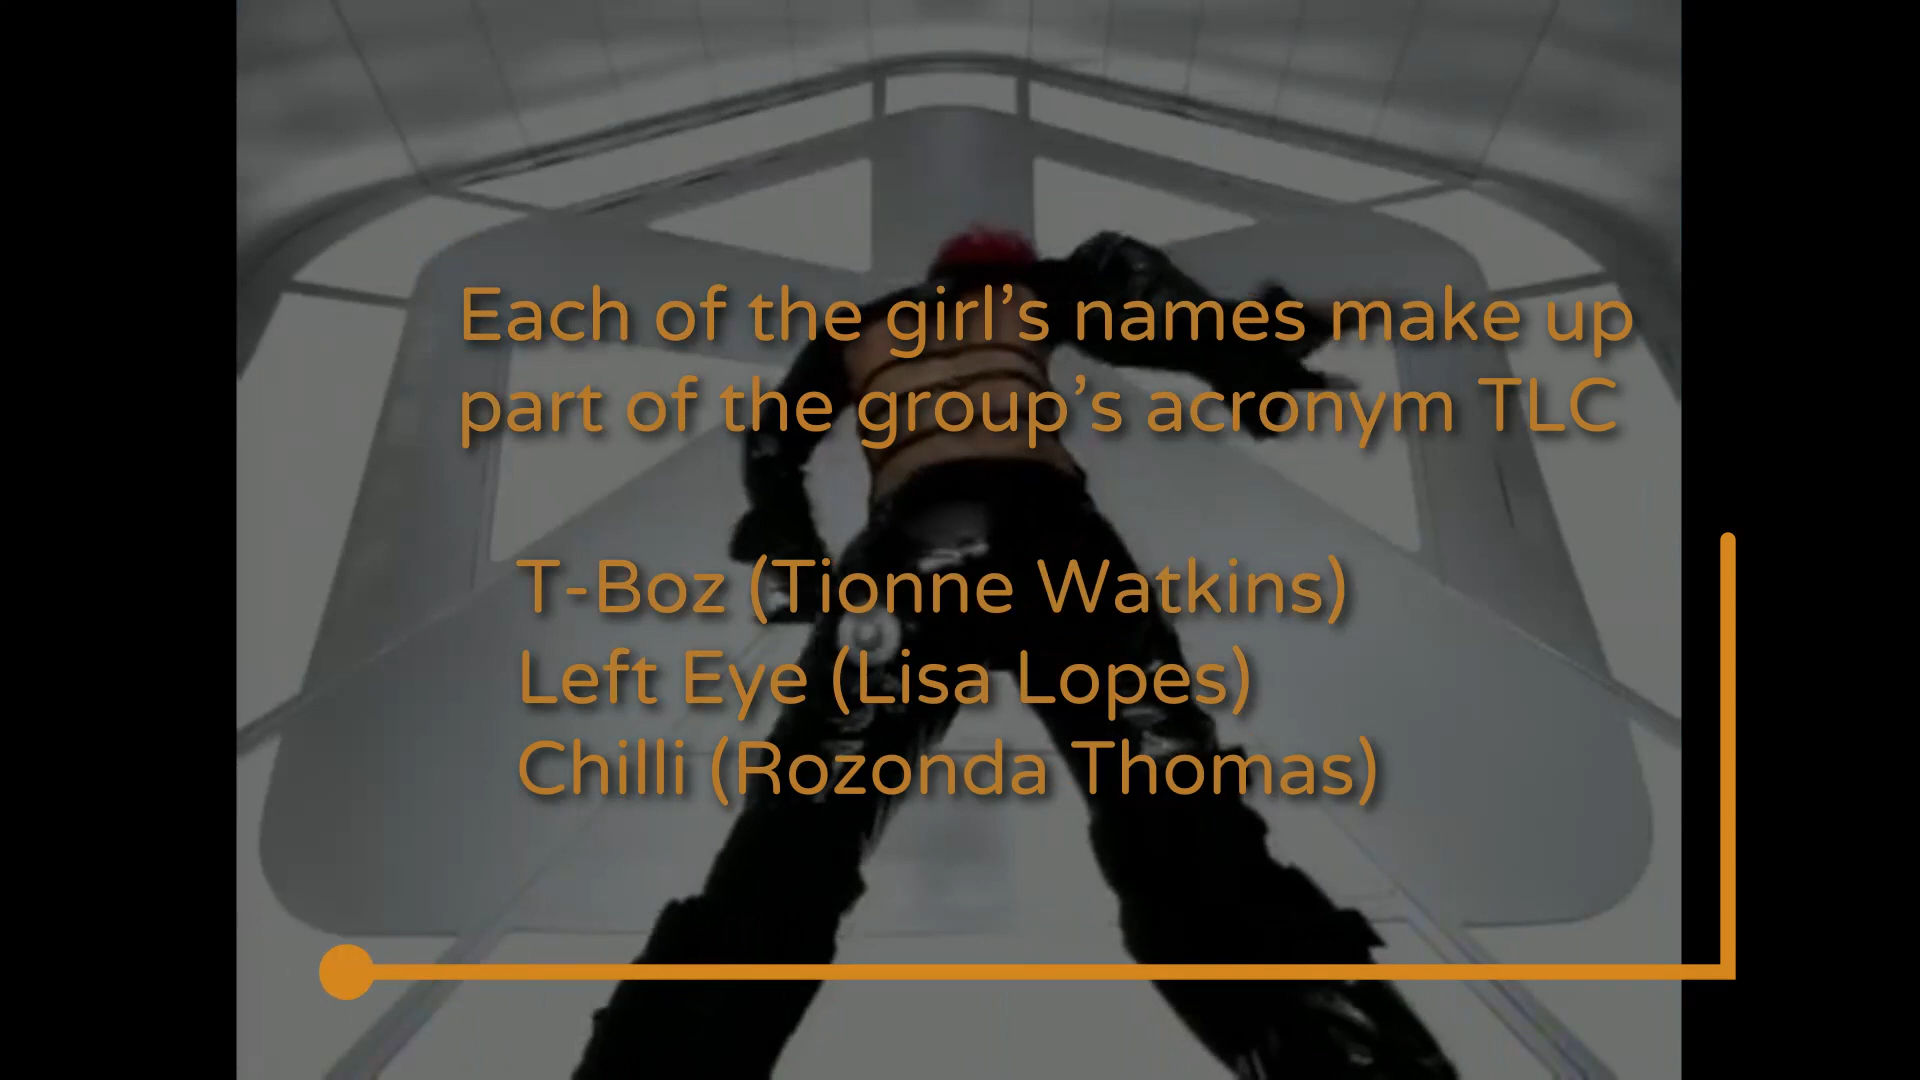 Each of the girl’s names make up
part of the group’s acronym TLC
T-Boz (Tionne Watkins)
Left Eye (Lisa Lopes)
Chilli (Rozonda Thomas)